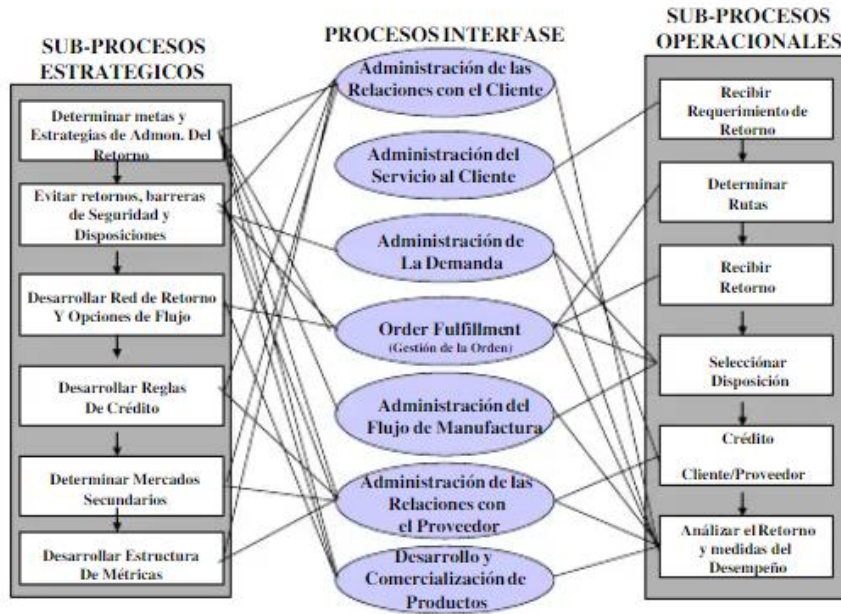 SUB-PROCESOS
ESTRATEGICOS
Determinar metas y
Estrategias de Admon. Del
Retorno
Evitar retornos, barreras
de Seguridad y
Disposiciones
Desarrollar Red de Retorno
Y Opciones de Flujo
Desarrollar Reglas
De Crédito
Determinar Mercados
Secundarios
Desarrollar Estructura
De Métricas
PROCESOS INTERFASE
Administración de las
Relaciones con el Cliente
Administración del
Servicio al Cliente
Administración de
La Demanda
Order Fulfillment
(Gestión de la Orden)
Administración del
Flujo de Manufactura
Administración de las
Relaciones con
el Proveedor
Desarrollo y
Comercialización de
Productos
SUB-PROCESOS
OPERACIONALES
Recibir
Requerimiento de
Retorno
Determinar
Rutas
Recibir
Retorno
Selecciónar
Disposición
Crédito
Cliente/Proveedor
Análizar el Retorno
y medidas del
Desempeño